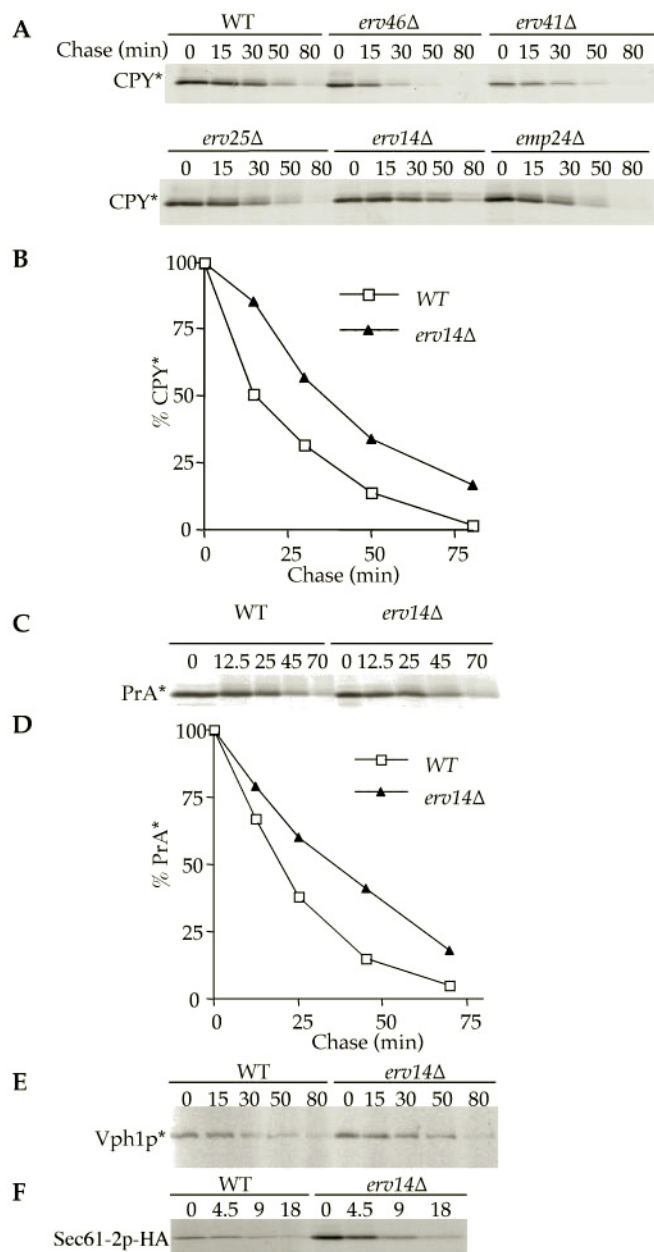 A
WT erv46Δ erv41Δ
Chase (min) 0 15 30 50 80 0 15 30 50 80 0 15 30 50 80
CPY*
erv25Δ erv14Δ emp24Δ
0 15 30 50 80 0 15 30 50 80 0 15 30 50 80
CPY*
B
100
75
50
25
0
% CPY*
WT
erv14Δ
0 25 50 75
Chase (min)
C
WT erv14Δ
0 12.5 25 45 70 0 12.5 25 45 70
PrA*
D
100
75
50
25
0
% PrA*
WT
erv14Δ
0 25 50 75
Chase (min)
E
WT erv14Δ
0 15 30 50 80 0 15 30 50 80
Vph1p*
F
WT erv14Δ
0 4.5 9 18 0 4.5 9 18
Sec61-2p-HA